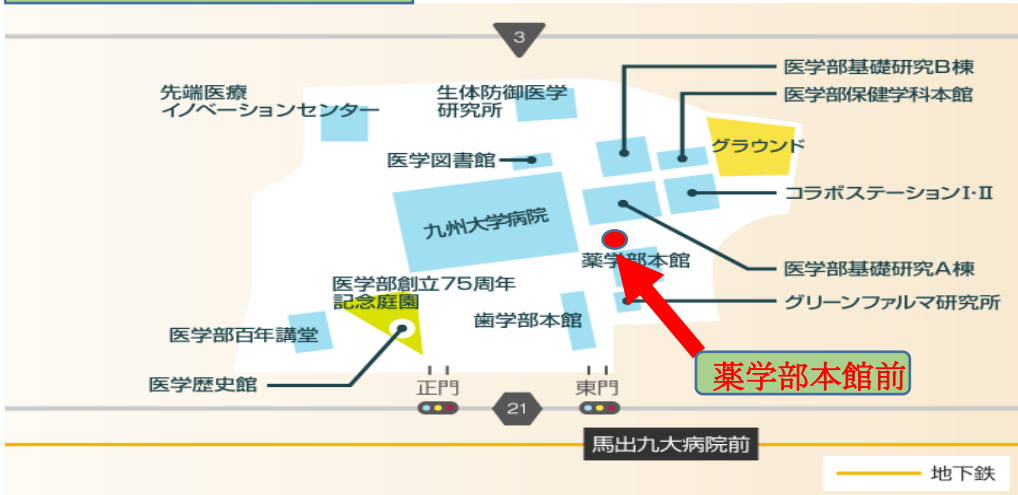 3
医学部基礎研究B棟
先端医療
イノベーションセンター
生体防御医学
研究所
医学部保健学科本館
グラウンド
医学図書館
コラボステーションI・II
九州大学病院
薬学部本館
医学部基礎研究A棟
医学部創立75周年
記念庭園
グリーンファルマ研究所
歯学部本館
医学部百年講堂
薬学部本館前
医学歴史館
正門
東門
21
馬出九大病院前
地下鉄